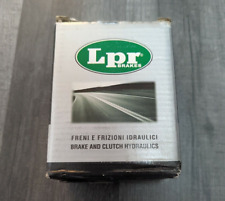 Lpr
BRAKES
FRENI E FRIZIONI IDRAULICI
BRAKE AND CLUTCH HYDRAULICS